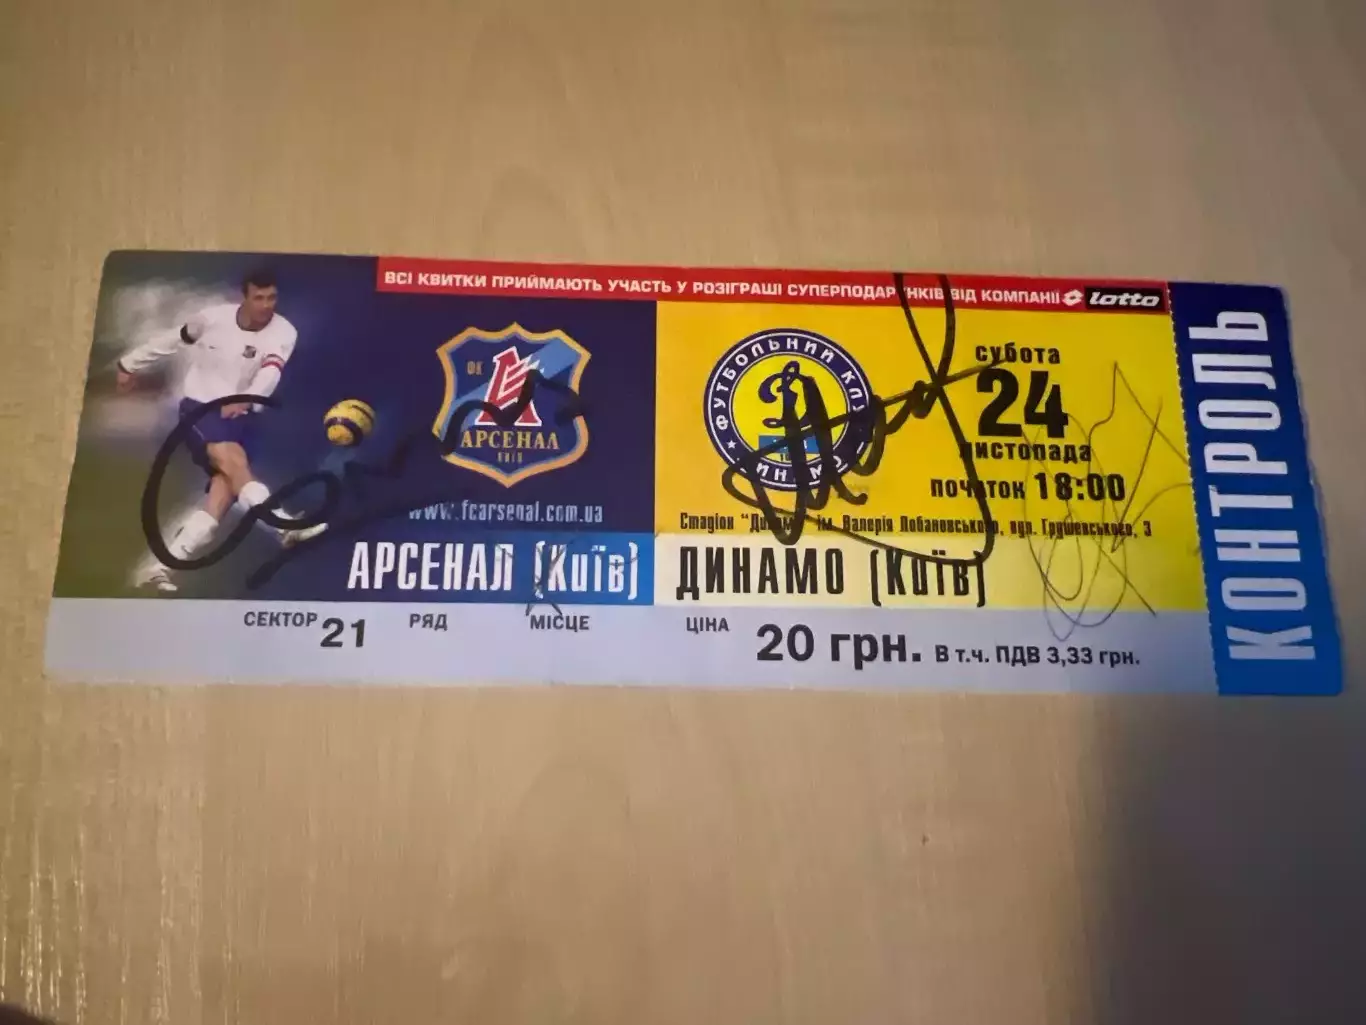 ВСІ КВИТКИ ПРИЙМАЮТЬ УЧАСТЬ У РОЗІГРАШІ СУПЕРПОДАРУНКІВ ВІД КОМПАНІЇ lotto
ФК
АРСЕНАЛ
КИЇВ
www.fcarsenal.com.ua
АРСЕНАЛ (Київ)
ФУТБОЛЬНИЙ КЛУБ
ДИНАМО
субота
24
листопада
початок 18:00
Стадіон "Динамо" ім. Валерія Лобановського, вул. Грушевського, 3
ДИНАМО (Київ)
СЕКТОР 21 РЯД МІСЦЕ
ЦІНА 20 грн. В т.ч. ПДВ 3,33 грн.
КОНТРОЛЬ